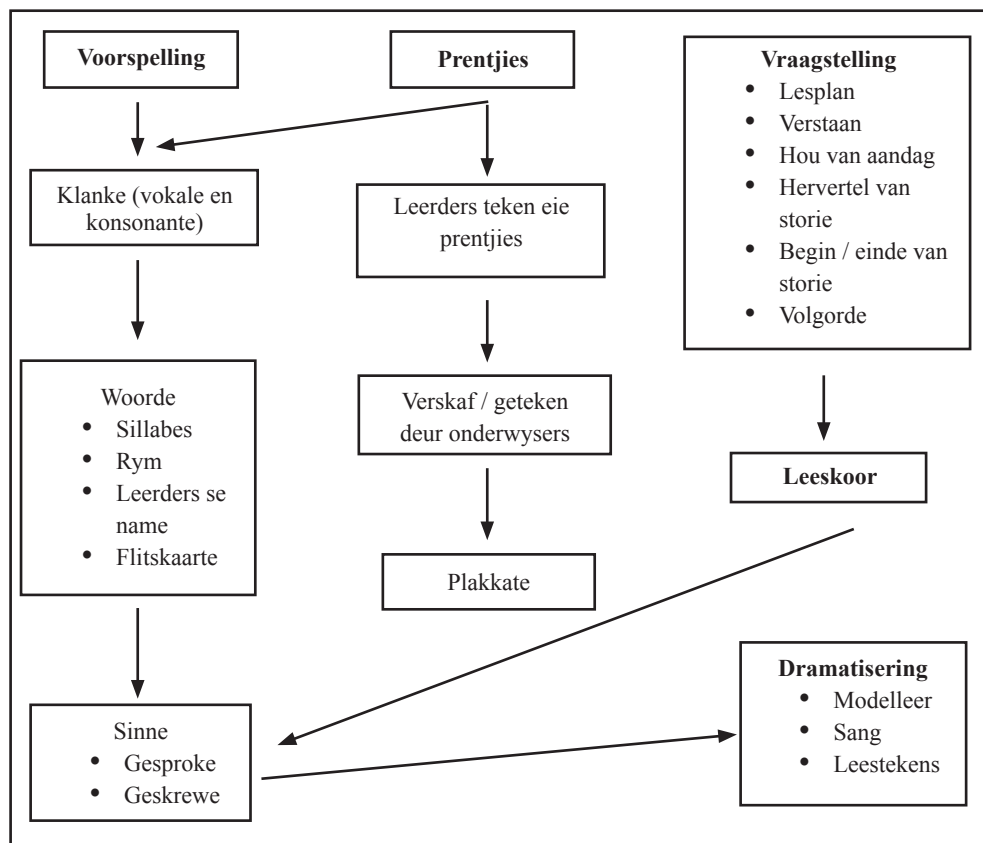 Voorspelling
Prentjies
Vraagstelling
• Lesplan
• Verstaan
• Hou van aandag
• Hervertel van
storie
• Begin / einde van
storie
• Volgorde
Klanke (vokale en
konsonante)
Leerders teken eie
prentjies
Woorde
• Sillabes
• Rym
• Leerders se
name
• Flitskaarte
Verskaf / geteken
deur onderwysers
Leeskoor
Plakkate
Sinne
• Gesproke
• Geskrewe
Dramatisering
• Modelleer
• Sang
• Leestekens